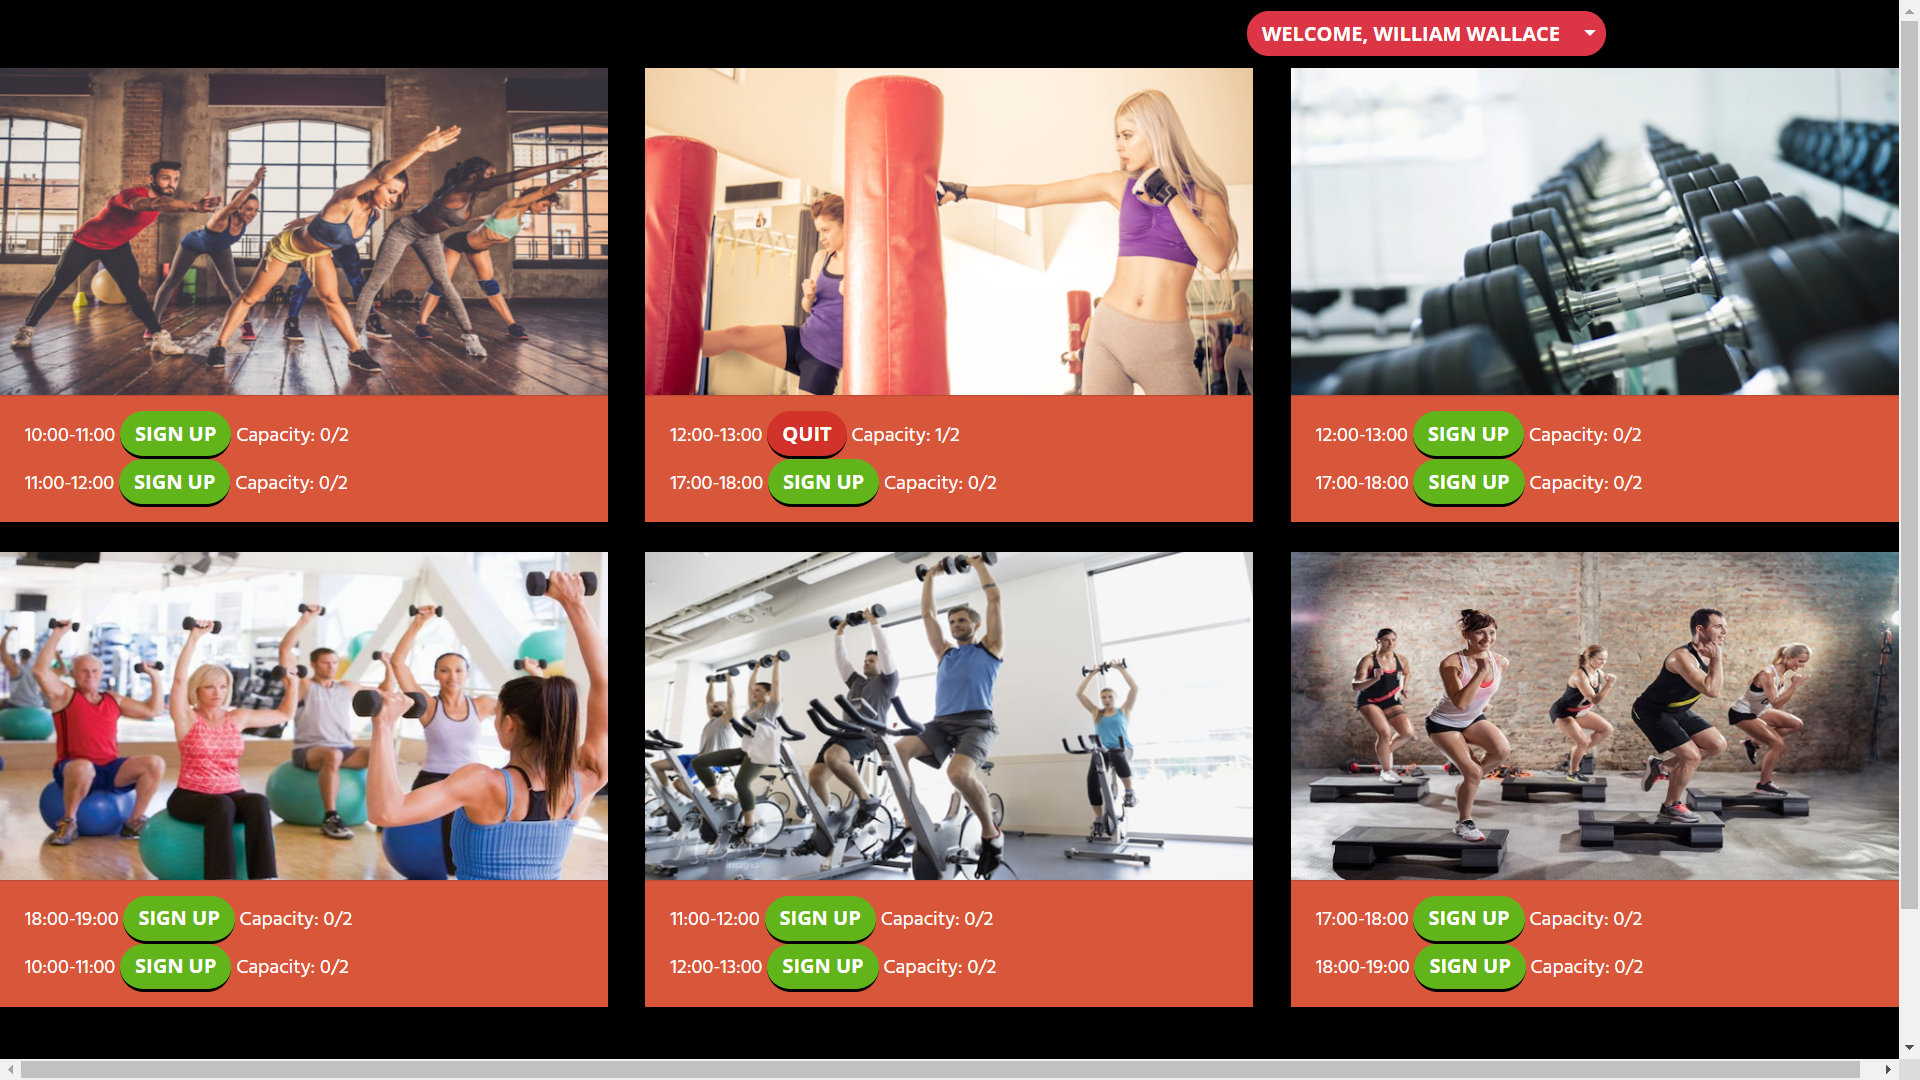 WELCOME, WILLIAM WALLACE
10:00-11:00 SIGN UP Capacity: 0/2
11:00-12:00 SIGN UP Capacity: 0/2
12:00-13:00 QUIT Capacity: 1/2
17:00-18:00 SIGN UP Capacity: 0/2
12:00-13:00 SIGN UP Capacity: 0/2
17:00-18:00 SIGN UP Capacity: 0/2
18:00-19:00 SIGN UP Capacity: 0/2
10:00-11:00 SIGN UP Capacity: 0/2
11:00-12:00 SIGN UP Capacity: 0/2
12:00-13:00 SIGN UP Capacity: 0/2
17:00-18:00 SIGN UP Capacity: 0/2
18:00-19:00 SIGN UP Capacity: 0/2